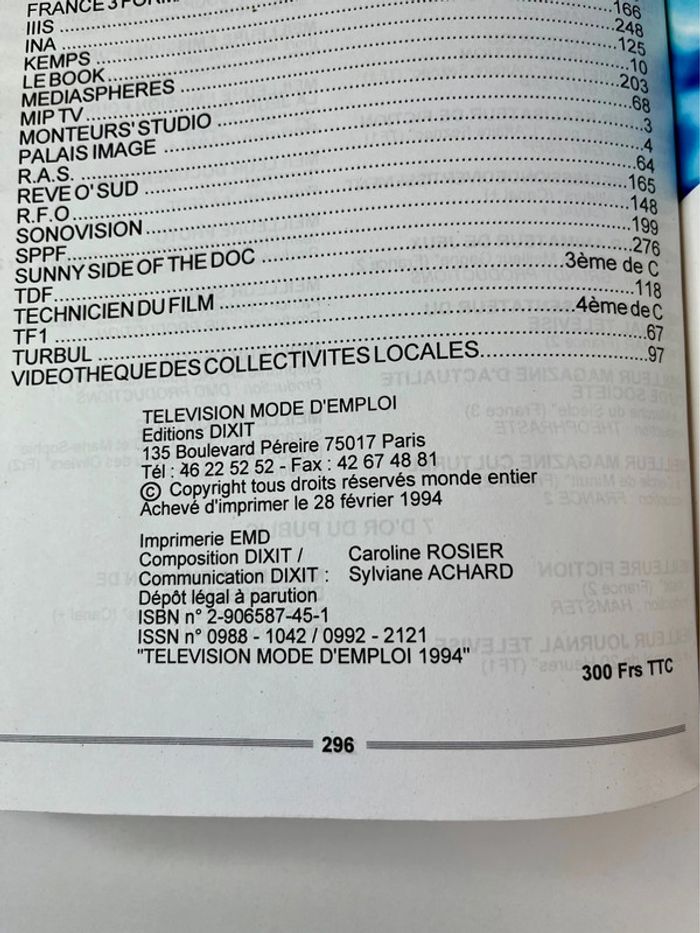 FRANCE 3
IIIS
INA ........ 166
KEMPS ........ 248
LE BOOK ........ 125
MEDIASPHERES ........ 10
MIP TV ........ 203
MONTEURS' STUDIO ........ 68
PALAIS IMAGE ........ 3
R.A.S. ........ 4
REVE O' SUD ........ 64
R.F.O ........ 165
SONOVISION ........ 148
SPPF ........ 199
SUNNY SIDE OF THE DOC ........ 276
TDF ........ 3ème de C
TECHNICIEN DU FILM ........ 118
TF1 ........ 4ème de C
TURBUL ........ 67
VIDEOTHEQUE DES COLLECTIVITES LOCALES ........ 97
TELEVISION MODE D'EMPLOI
Editions DIXIT
135 Boulevard Péreire 75017 Paris
Tél : 46 22 52 52 - Fax : 42 67 48 81
© Copyright tous droits réservés monde entier
Achevé d'imprimer le 28 février 1994
Imprimerie EMD
Composition DIXIT / Caroline ROSIER
Communication DIXIT : Sylviane ACHARD
Dépôt légal à parution
ISBN n° 2-906587-45-1
ISSN n° 0988 - 1042 / 0992 - 2121
"TELEVISION MODE D'EMPLOI 1994"
300 Frs TTC
296